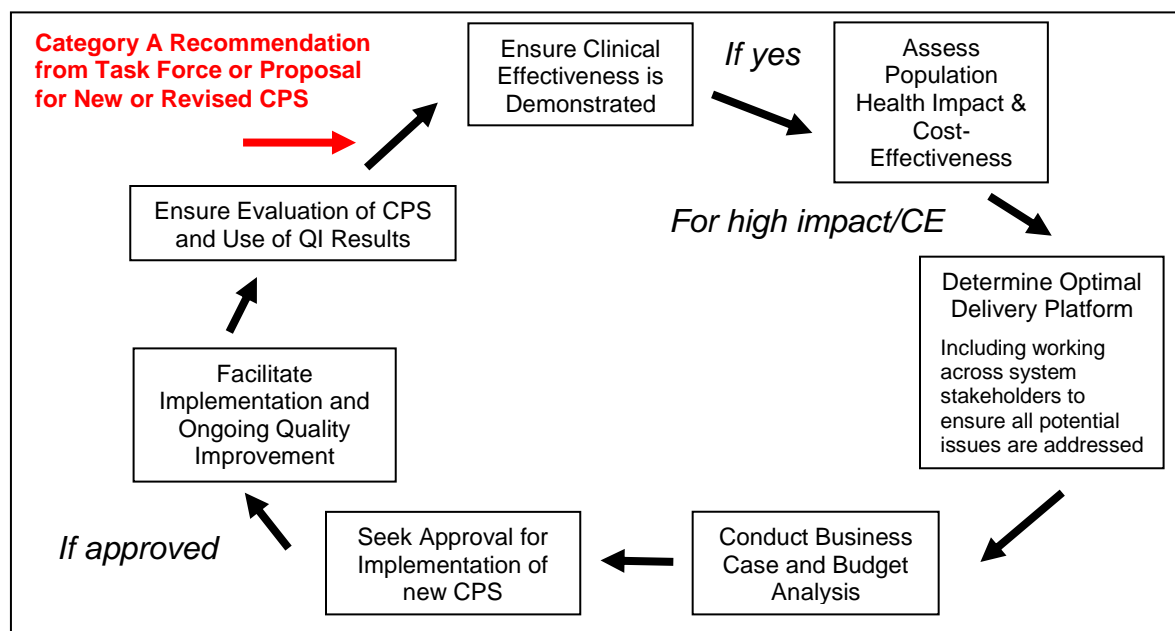 Category A Recommendation
from Task Force or Proposal
for New or Revised CPS
Ensure Clinical
Effectiveness is
Demonstrated
If yes
Assess
Population
Health Impact &
Cost-
Effectiveness
For high impact/CE
Determine Optimal
Delivery Platform
Including working
across system
stakeholders to
ensure all potential
issues are addressed
Conduct Business
Case and Budget
Analysis
Seek Approval for
Implementation of
new CPS
If approved
Facilitate
Implementation and
Ongoing Quality
Improvement
Ensure Evaluation of CPS
and Use of QI Results